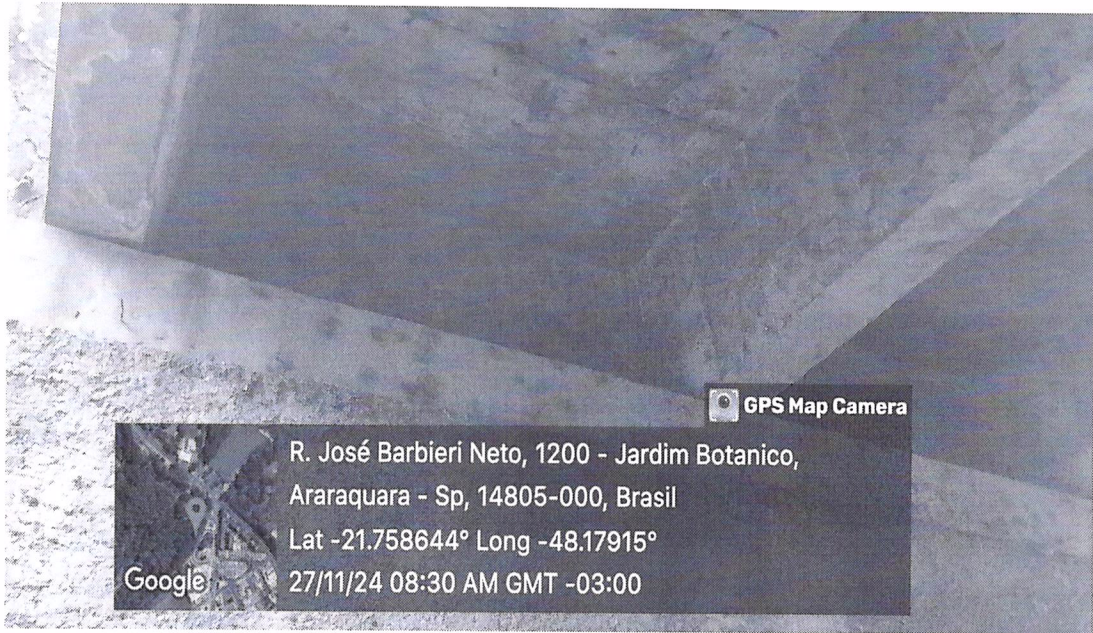 GPS Map Camera
R. José Barbieri Neto, 1200 - Jardim Botanico,
Araraquara - Sp, 14805-000, Brasil
Lat -21.758644° Long -48.17915°
27/11/24 08:30 AM GMT -03:00
Google